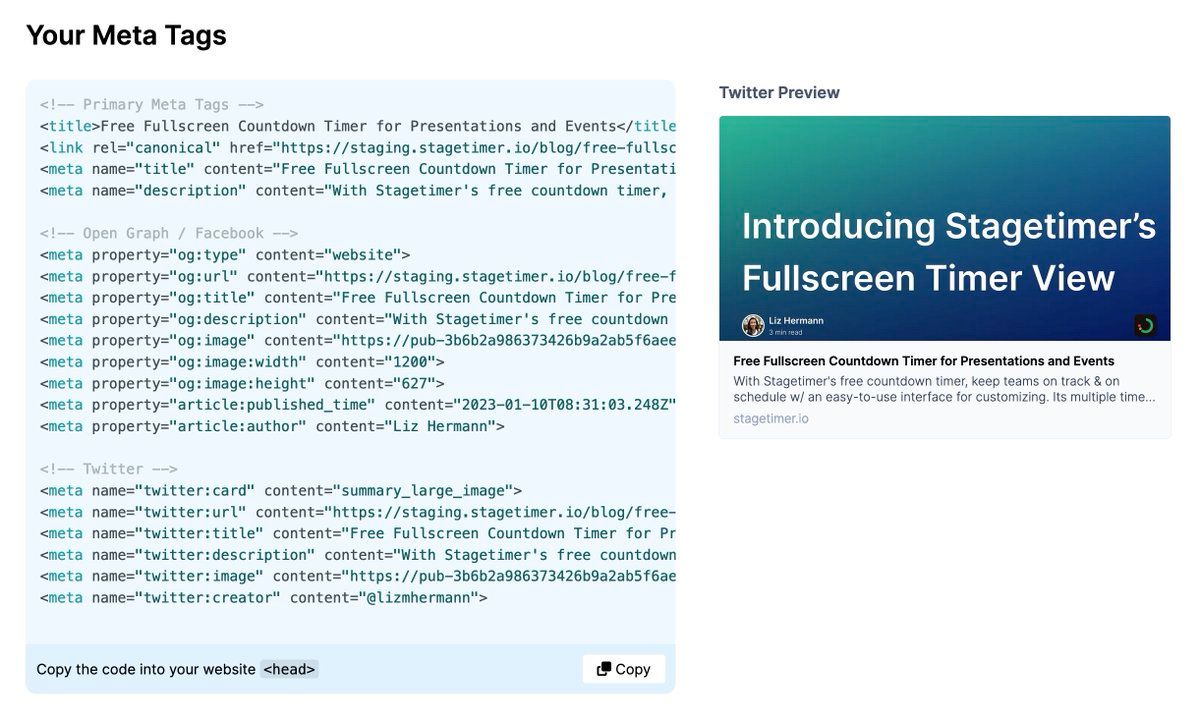 Your Meta Tags
<!-- Primary Meta Tags -->
<title>Free Fullscreen Countdown Timer for Presentations and Events</title
<link rel="canonical" href="https://staging.stagetimer.io/blog/free-fullsc
<meta name="title" content="Free Fullscreen Countdown Timer for Presentati
<meta name="description" content="With Stagetimer's free countdown timer,
<!-- Open Graph / Facebook -->
<meta property="og:type" content="website">
<meta property="og:url" content="https://staging.stagetimer.io/blog/free-f
<meta property="og:title" content="Free Fullscreen Countdown Timer for Pre
<meta property="og:description" content="With Stagetimer's free countdown
<meta property="og:image" content="https://pub-3b6b2a986373426b9a2ab5f6aee
<meta property="og:image:width" content="1200">
<meta property="og:image:height" content="627">
<meta property="article:published_time" content="2023-01-10T08:31:03.248Z"
<meta property="article:author" content="Liz Hermann">
<!-- Twitter -->
<meta name="twitter:card" content="summary_large_image">
<meta name="twitter:url" content="https://staging.stagetimer.io/blog/free-
<meta name="twitter:title" content="Free Fullscreen Countdown Timer for Pr
<meta name="twitter:description" content="With Stagetimer's free countdown
<meta name="twitter:image" content="https://pub-3b6b2a986373426b9a2ab5f6ae
<meta name="twitter:creator" content="@lizmhermann">
Copy the code into your website <head>
Copy
Twitter Preview
Introducing Stagetimer’s
Fullscreen Timer View
Liz Hermann
3 min read
Free Fullscreen Countdown Timer for Presentations and Events
With Stagetimer's free countdown timer, keep teams on track & on
schedule w/ an easy-to-use interface for customizing. Its multiple time...
stagetimer.io